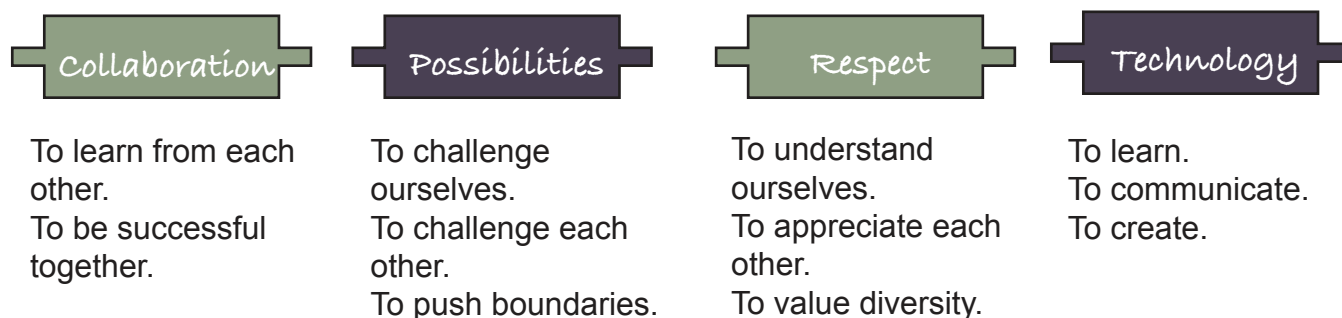 Collaboration
To learn from each
other.
To be successful
together.
Possibilities
To challenge
ourselves.
To challenge each
other.
To push boundaries.
Respect
To understand
ourselves.
To appreciate each
other.
To value diversity.
Technology
To learn.
To communicate.
To create.